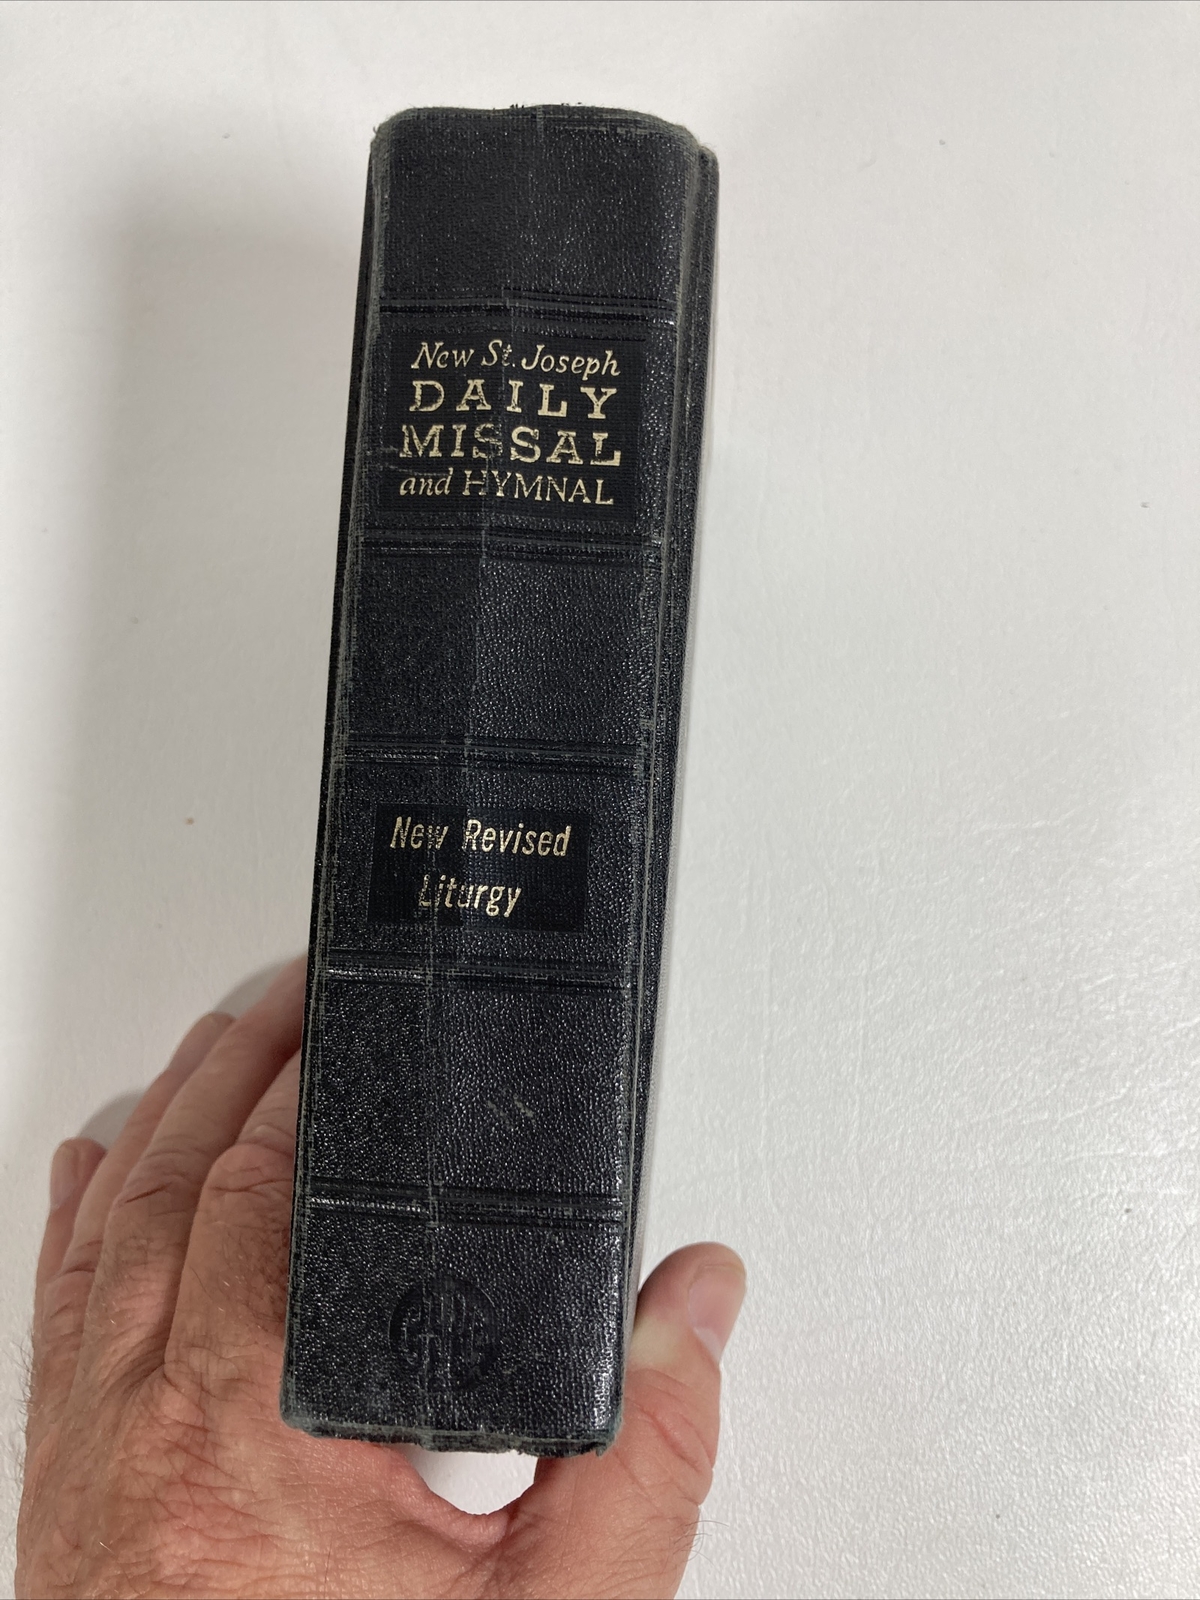 New St. Joseph
DAILY
MISSAL
and HYMNAL
New Revised
Liturgy